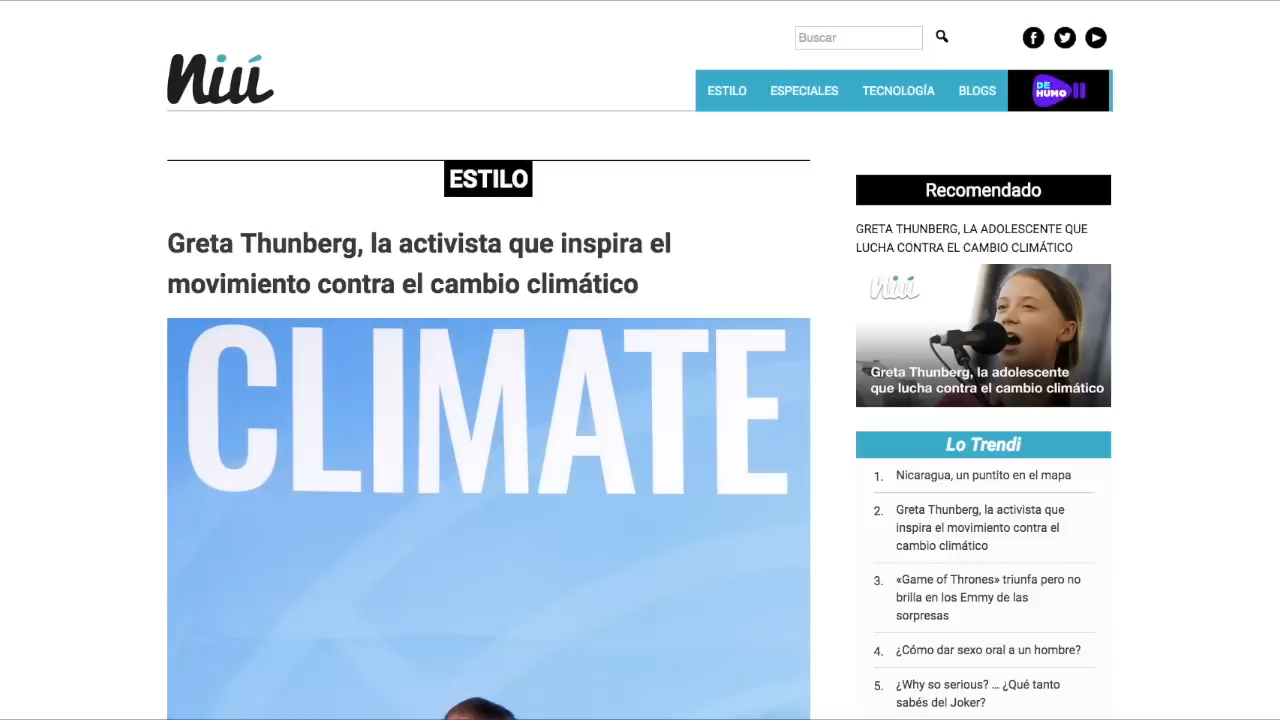 Buscar
Niú
ESTILO
ESPECIALES
TECNOLOGÍA
BLOGS
DE
HUMO
ESTILO
Greta Thunberg, la activista que inspira el
movimiento contra el cambio climático
CLIMATE
Recomendado
GRETA THUNBERG, LA ADOLESCENTE QUE
LUCHA CONTRA EL CAMBIO CLIMÁTICO
Niú
Greta Thunberg, la adolescente
que lucha contra el cambio climático
Lo Trendi
1. Nicaragua, un puntito en el mapa
2. Greta Thunberg, la activista que
inspira el movimiento contra el
cambio climático
3. «Game of Thrones» triunfa pero no
brilla en los Emmy de las
sorpresas
4. ¿Cómo dar sexo oral a un hombre?
5. ¿Why so serious? ... ¿Qué tanto
sabés del Joker?